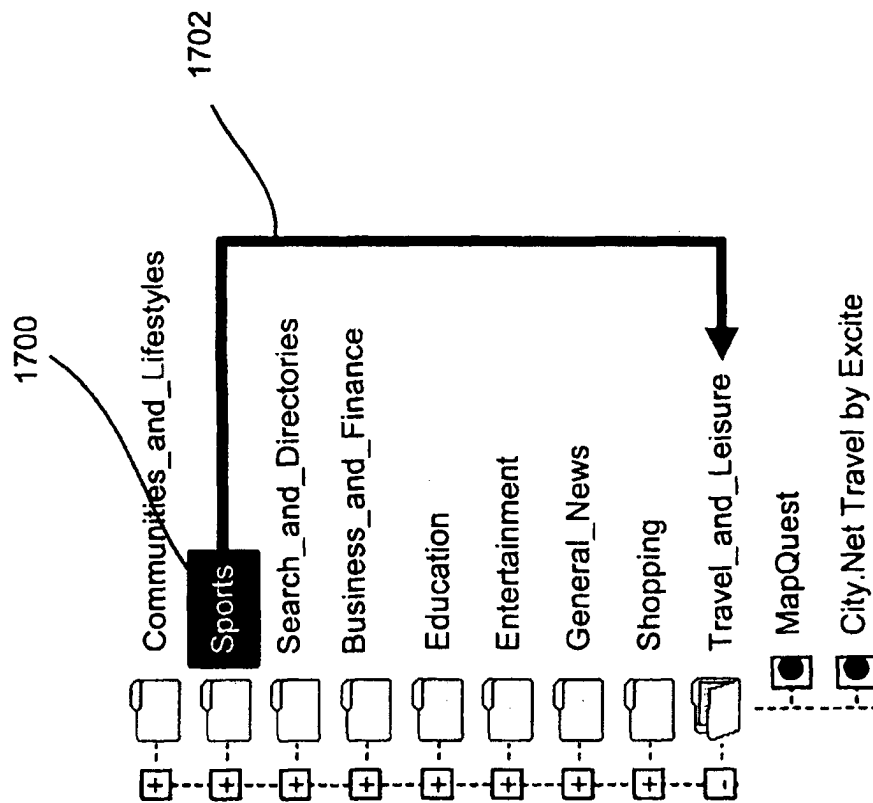 1700
1702
Communities_and_Lifestyles
Sports
Search_and_Directories
Business_and_Finance
Education
Entertainment
General_News
Shopping
Travel_and_Leisure
MapQuest
City.Net Travel by Excite